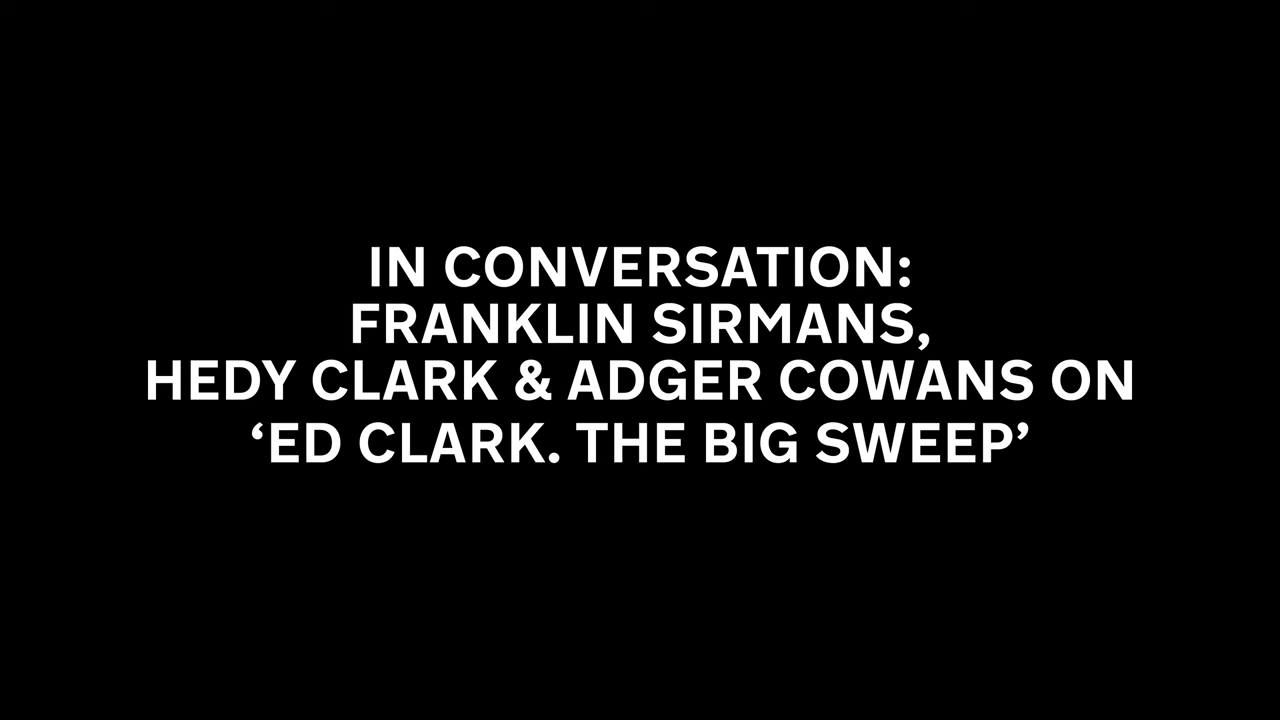 IN CONVERSATION:
FRANKLIN SIRMANS,
HEDY CLARK & ADGER COWANS ON
‘ED CLARK. THE BIG SWEEP’